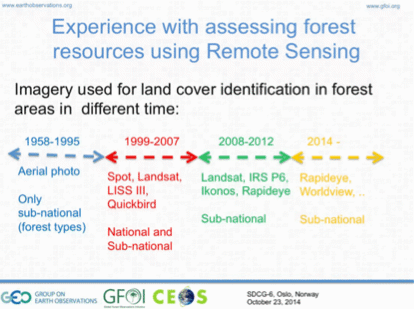 www.earthobservations.org
www.gfoi.org
Experience with assessing forest
resources using Remote Sensing
Imagery used for land cover identification in forest
areas in different time:
1958-1995
Aerial photo
Only
sub-national
(forest types)
1999-2007
Spot, Landsat,
LISS III,
Quickbird
National and
Sub-national
2008-2012
Landsat, IRS P6,
Ikonos, Rapideye
Sub-national
2014 -
Rapideye,
Worldview, ..
Sub-national
GEO GROUP ON
EARTH OBSERVATIONS
GFOI
CEOS
SDCG-6, Oslo, Norway
October 23, 2014